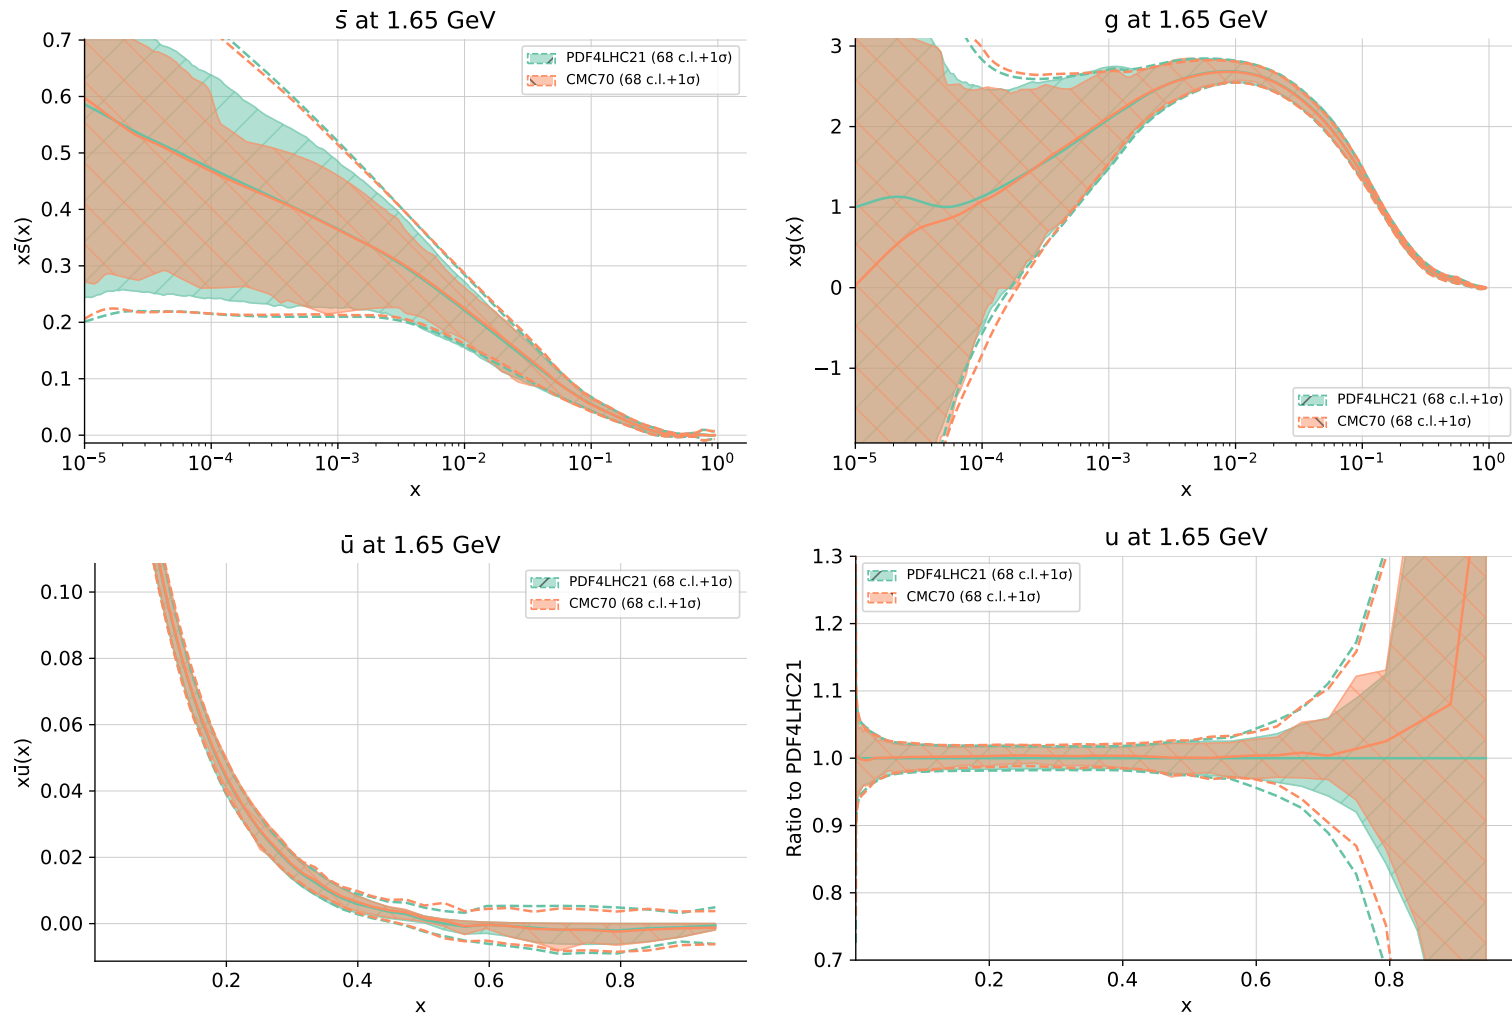 s̄ at 1.65 GeV
xs̄(x)
0.7
0.6
0.5
0.4
0.3
0.2
0.1
0.0
PDF4LHC21 (68 c.l.+1σ)
CMC70 (68 c.l.+1σ)
10⁻⁵ 10⁻⁴ 10⁻³ 10⁻² 10⁻¹ 10⁰
x
g at 1.65 GeV
xg(x)
3
2
1
0
−1
PDF4LHC21 (68 c.l.+1σ)
CMC70 (68 c.l.+1σ)
10⁻⁵ 10⁻⁴ 10⁻³ 10⁻² 10⁻¹ 10⁰
x
ū at 1.65 GeV
xū(x)
0.10
0.08
0.06
0.04
0.02
0.00
PDF4LHC21 (68 c.l.+1σ)
CMC70 (68 c.l.+1σ)
0.2 0.4 0.6 0.8
x
u at 1.65 GeV
Ratio to PDF4LHC21
1.3
1.2
1.1
1.0
0.9
0.8
0.7
PDF4LHC21 (68 c.l.+1σ)
CMC70 (68 c.l.+1σ)
0.2 0.4 0.6 0.8
x